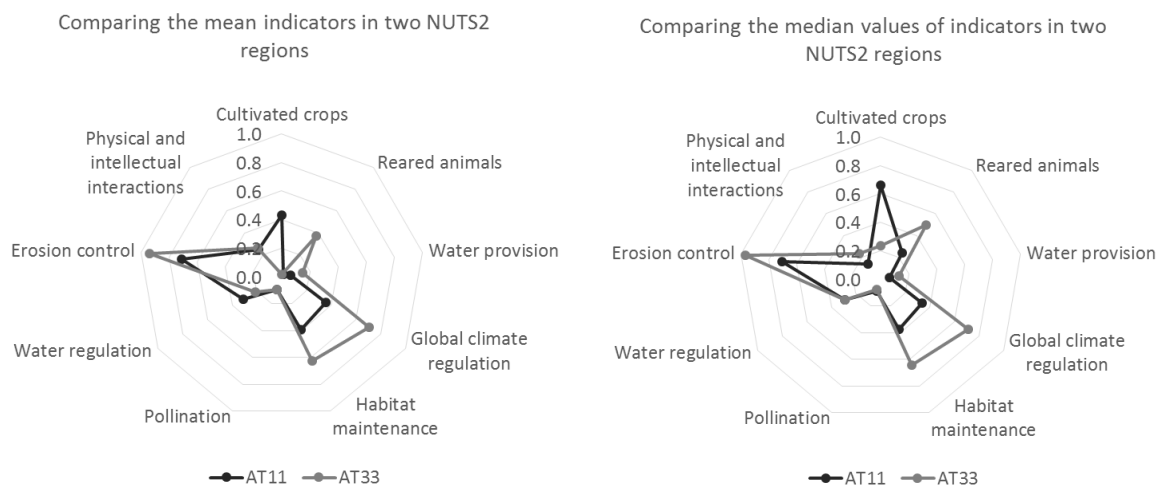 Comparing the mean indicators in two NUTS2
regions
Cultivated crops
Physical and
intellectual
interactions
Reared animals
1.0
0.8
0.6
0.4
0.2
0.0
Erosion control
Water provision
Water regulation
Global climate
regulation
Pollination
Habitat
maintenance
AT11
AT33
Comparing the median values of indicators in two
NUTS2 regions
Cultivated crops
Physical and
intellectual
interactions
Reared animals
1.0
0.8
0.6
0.4
0.2
0.0
Erosion control
Water provision
Water regulation
Global climate
regulation
Pollination
Habitat
maintenance
AT11
AT33